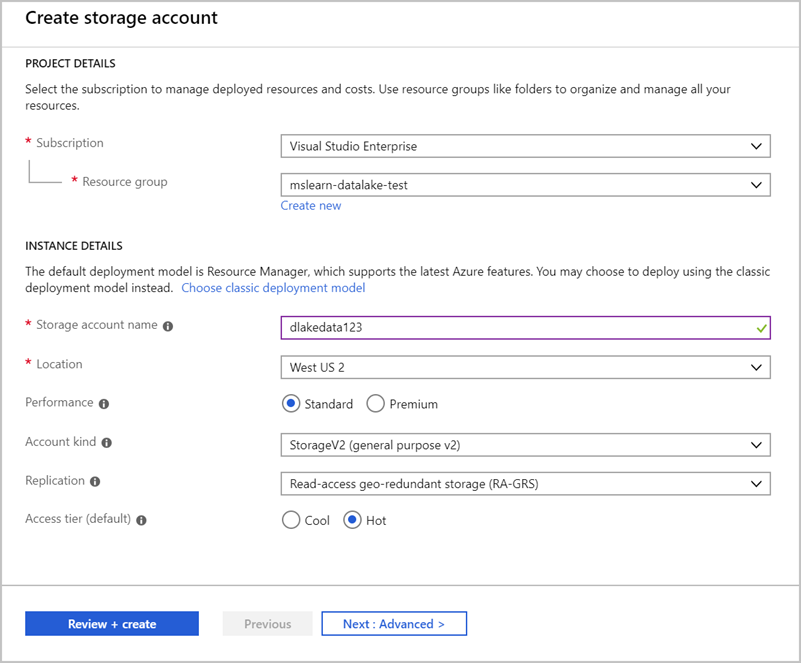 Create storage account
PROJECT DETAILS
Select the subscription to manage deployed resources and costs. Use resource groups like folders to organize and manage all your
resources.
* Subscription
Visual Studio Enterprise
* Resource group
mslearn-datalake-test
Create new
INSTANCE DETAILS
The default deployment model is Resource Manager, which supports the latest Azure features. You may choose to deploy using the classic
deployment model instead. Choose classic deployment model
* Storage account name
dlakedata123
* Location
West US 2
Performance
Standard Premium
Account kind
StorageV2 (general purpose v2)
Replication
Read-access geo-redundant storage (RA-GRS)
Access tier (default)
Cool Hot
Review + create Previous Next : Advanced >